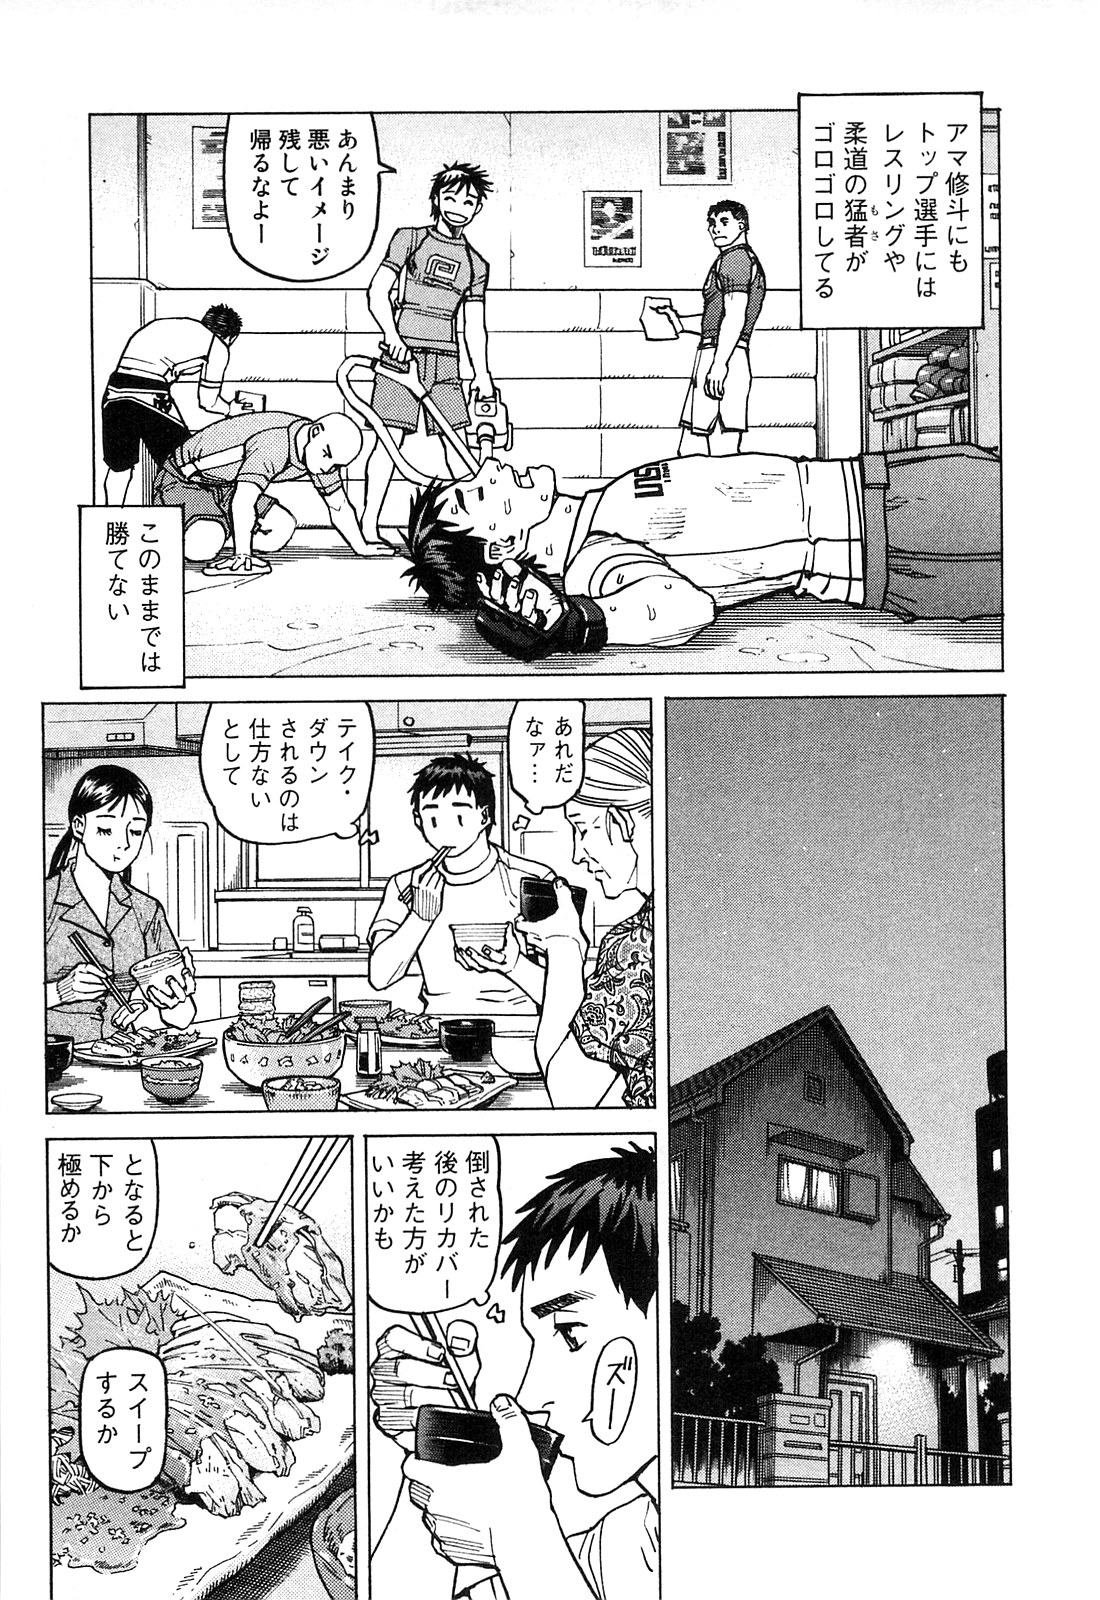 アマ修斗にも
トップ選手には
レスリングや
柔道の猛者が
もさ
ゴロゴロしてる
あんまり
悪いイメージ
残して
帰るなよー
このままでは
勝てない
あれだ
なァ…
テイク・
ダウン
されるのは
仕方ない
として
倒された
後のリカバー
考えた方が
いいかも
ズー
となると
下から
極めるか
スイープ
するか